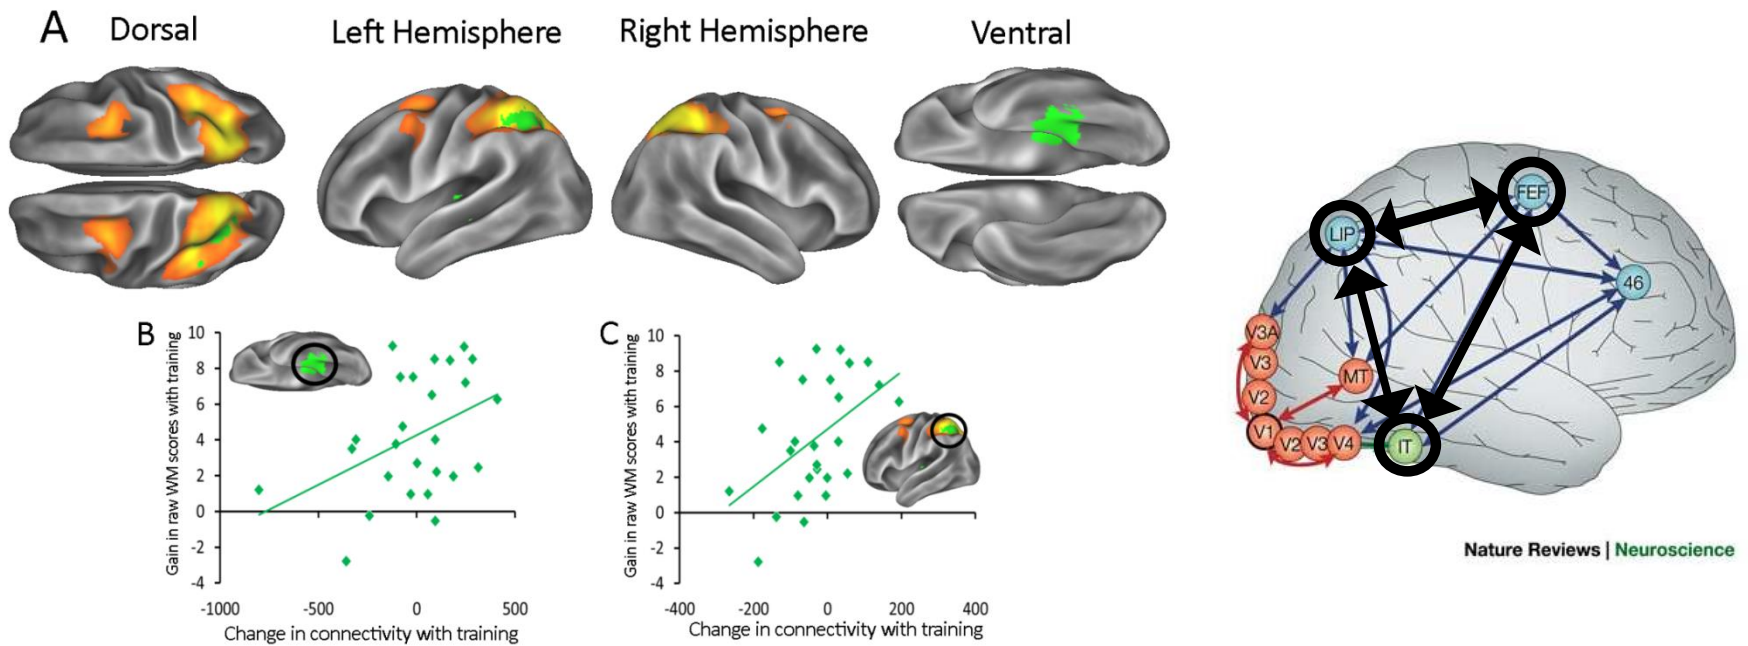 A
Dorsal
Left Hemisphere
Right Hemisphere
Ventral
B
Gain in raw WM scores with training
10
8
6
4
2
0
-2
-4
-1000
-500
0
500
Change in connectivity with training
C
Gain in raw WM scores with training
10
8
6
4
2
0
-2
-4
-400
-200
0
200
400
Change in connectivity with training
FEF
LIP
46
V3A
V3
MT
V2
V1
V2
V3
V4
IT
Nature Reviews | Neuroscience